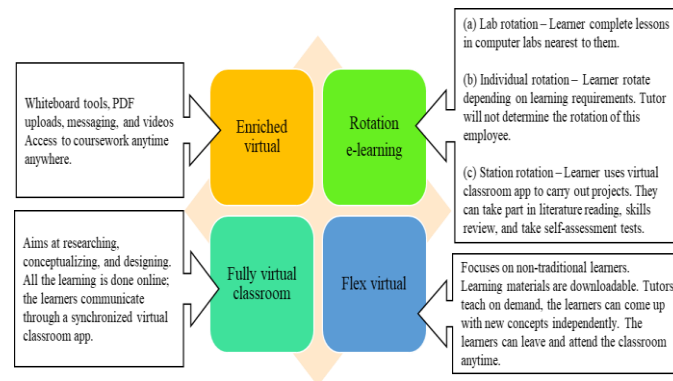 Whiteboard tools, PDF
uploads, messaging, and videos
Access to coursework anytime
anywhere.
Enriched
virtual
Rotation
e-learning
(a) Lab rotation – Learner complete lessons
in computer labs nearest to them.
(b) Individual rotation – Learner rotate
depending on learning requirements. Tutor
will not determine the rotation of this
employee.
(c) Station rotation – Learner uses virtual
classroom app to carry out projects. They
can take part in literature reading, skills
review, and take self-assessment tests.
Aims at researching,
conceptualizing, and designing.
All the learning is done online;
the learners communicate
through a synchronized virtual
classroom app.
Fully virtual
classroom
Flex virtual
Focuses on non-traditional learners.
Learning materials are downloadable. Tutors
teach on demand, the learners can come up
with new concepts independently. The
learners can leave and attend the classroom
anytime.